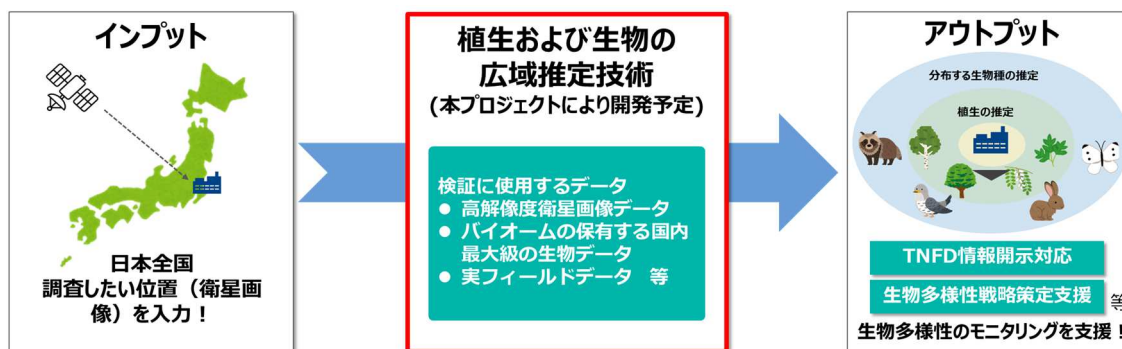 インプット
日本全国
調査したい位置（衛星画
像）を入力！
植生および生物の
広域推定技術
(本プロジェクトにより開発予定)
検証に使用するデータ
● 高解像度衛星画像データ
● バイオームの保有する国内
最大級の生物データ
● 実フィールドデータ　等
アウトプット
分布する生物種の推定
植生の推定
TNFD情報開示対応
生物多様性戦略策定支援
等
生物多様性のモニタリングを支援！